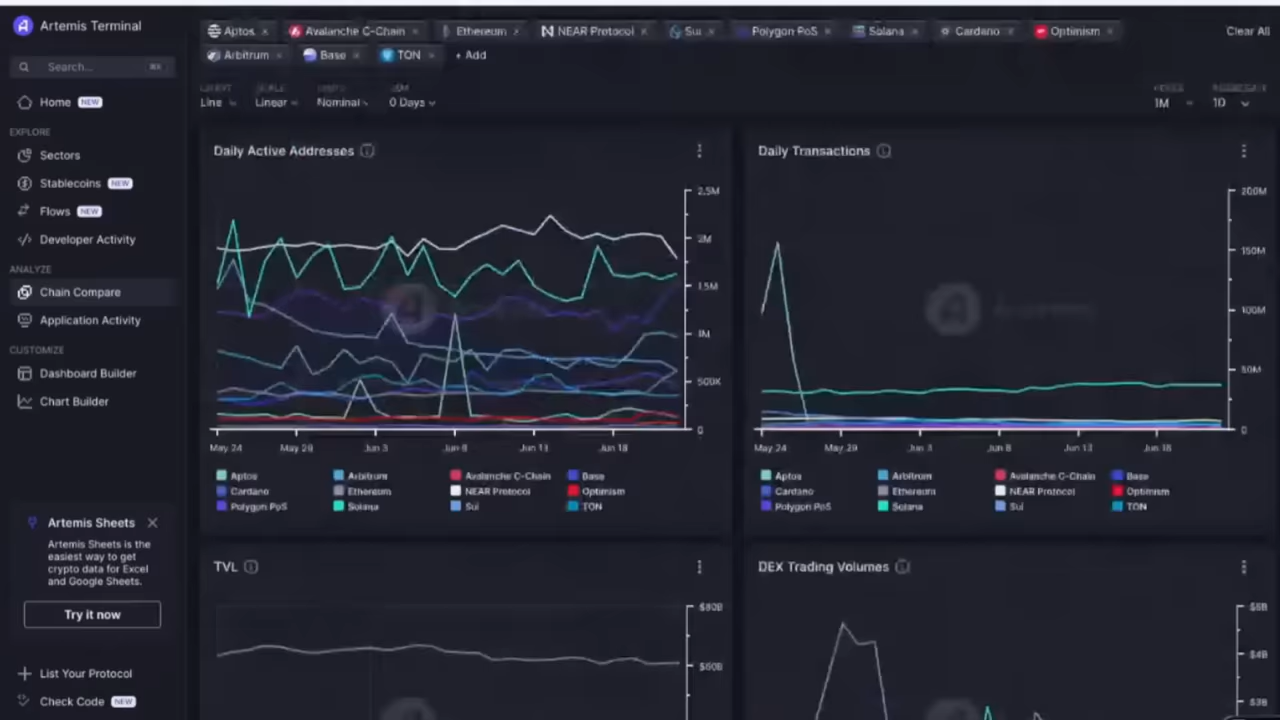 Artemis Terminal
Search...
Home NEW
EXPLORE
Sectors
Stablecoins NEW
Flows NEW
Developer Activity
ANALYZE
Chain Compare
Application Activity
CUSTOMIZE
Dashboard Builder
Chart Builder
Artemis Sheets
Artemis Sheets is the
easiest way to get
crypto data for Excel
and Google Sheets.
Try it now
List Your Protocol
Check Code NEW
Aptos Avalanche C-Chain Ethereum NEAR Protocol Sui Polygon PoS Solana Cardano Optimism Clear All
Arbitrum Base TON + Add
Line Linear Nominal 0 Days 1M 1D
Daily Active Addresses
2.5M
2M
1.5M
1M
500K
0
May 24 May 29 Jun 3 Jun 8 Jun 13 Jun 18
Aptos Arbitrum Avalanche C-Chain Base
Cardano Ethereum NEAR Protocol Optimism
Polygon PoS Solana Sui TON
Daily Transactions
200M
150M
100M
50M
0
May 24 May 29 Jun 3 Jun 8 Jun 13 Jun 18
Aptos Arbitrum Avalanche C-Chain Base
Cardano Ethereum NEAR Protocol Optimism
Polygon PoS Solana Sui TON
TVL
$80B
$60B
DEX Trading Volumes
$4B